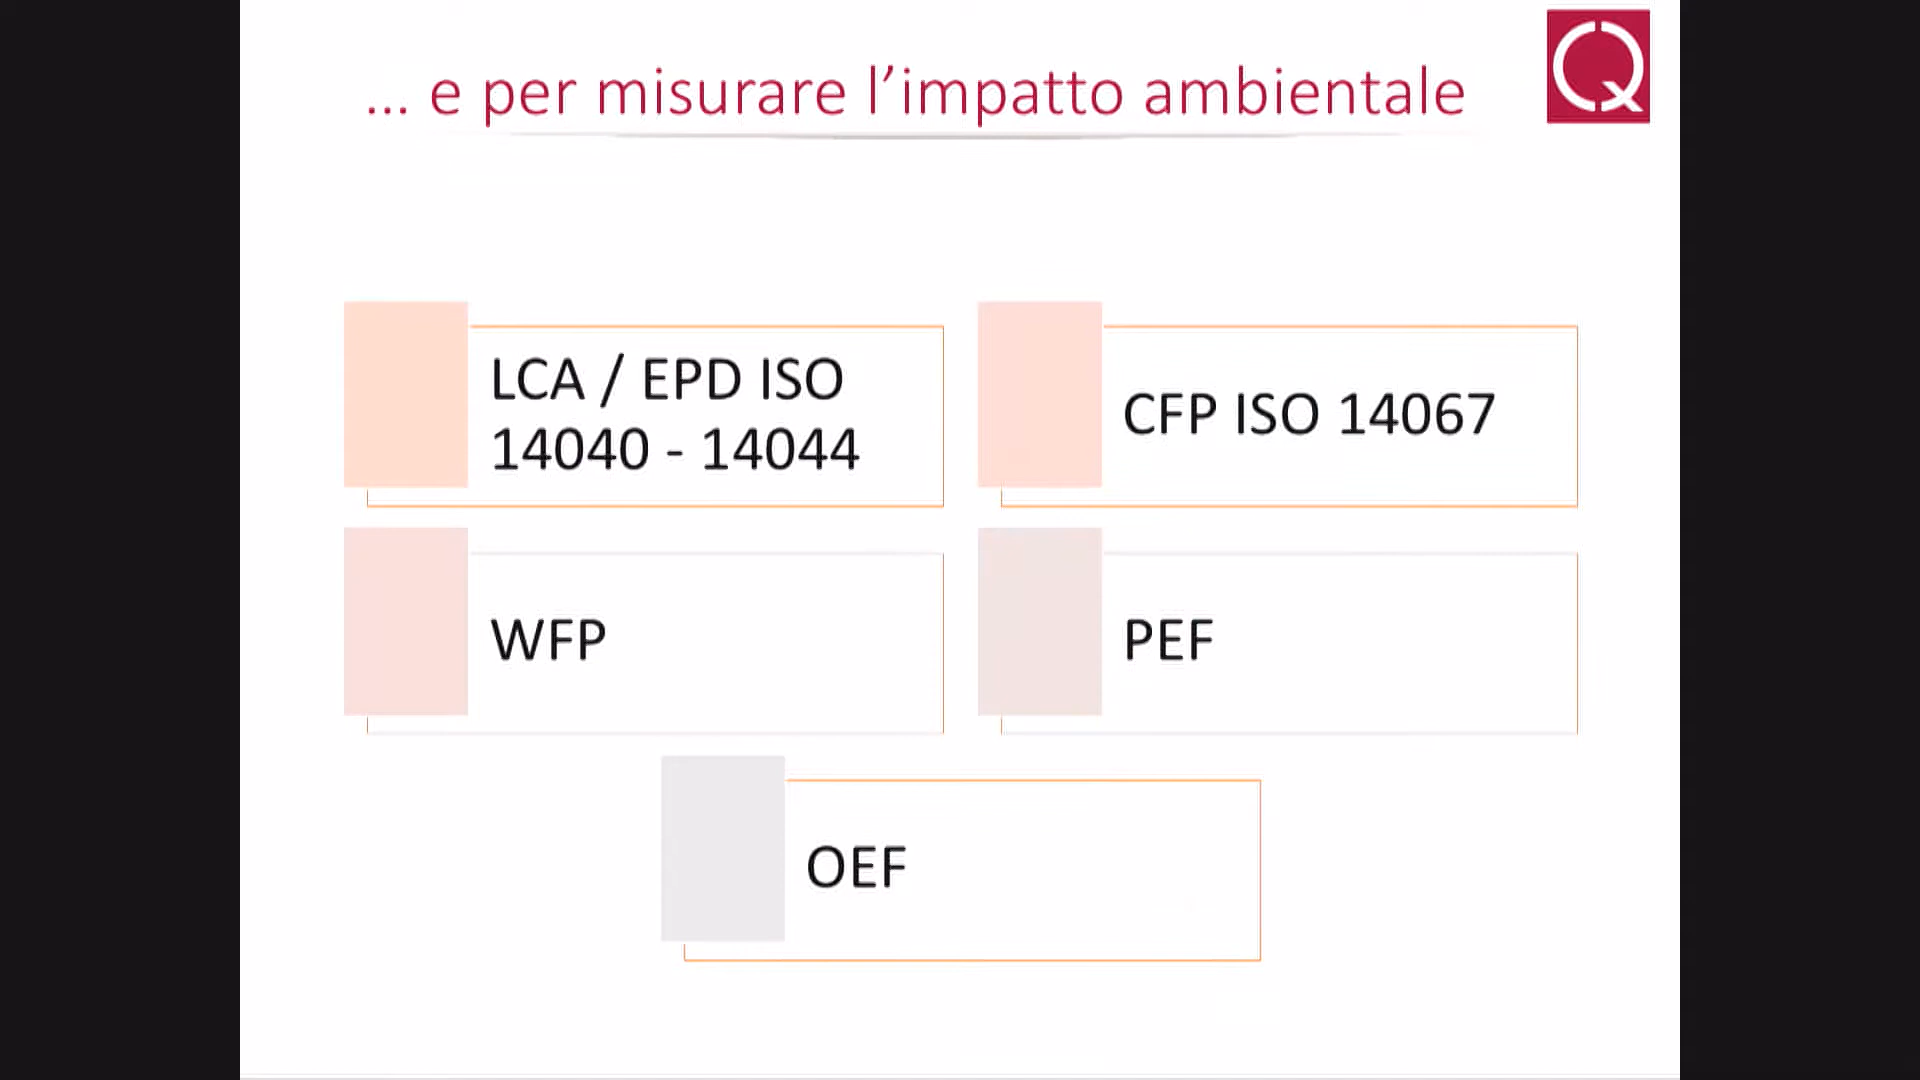 ... e per misurare l’impatto ambientale
LCA / EPD ISO
14040 - 14044
CFP ISO 14067
WFP
PEF
OEF